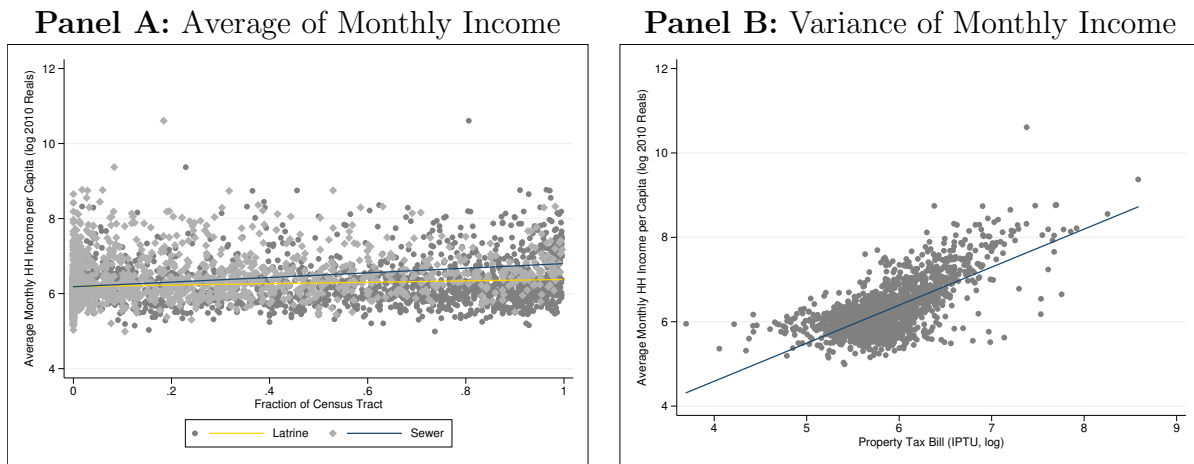 Panel A: Average of Monthly Income
Average Monthly HH Income per Capita (log 2010 Reals)
12
10
8
6
4
0 .2 .4 .6 .8 1
Fraction of Census Tract
Latrine Sewer
Panel B: Variance of Monthly Income
Average Monthly HH Income per Capita (log 2010 Reals)
12
10
8
6
4
4 5 6 7 8 9
Property Tax Bill (IPTU, log)